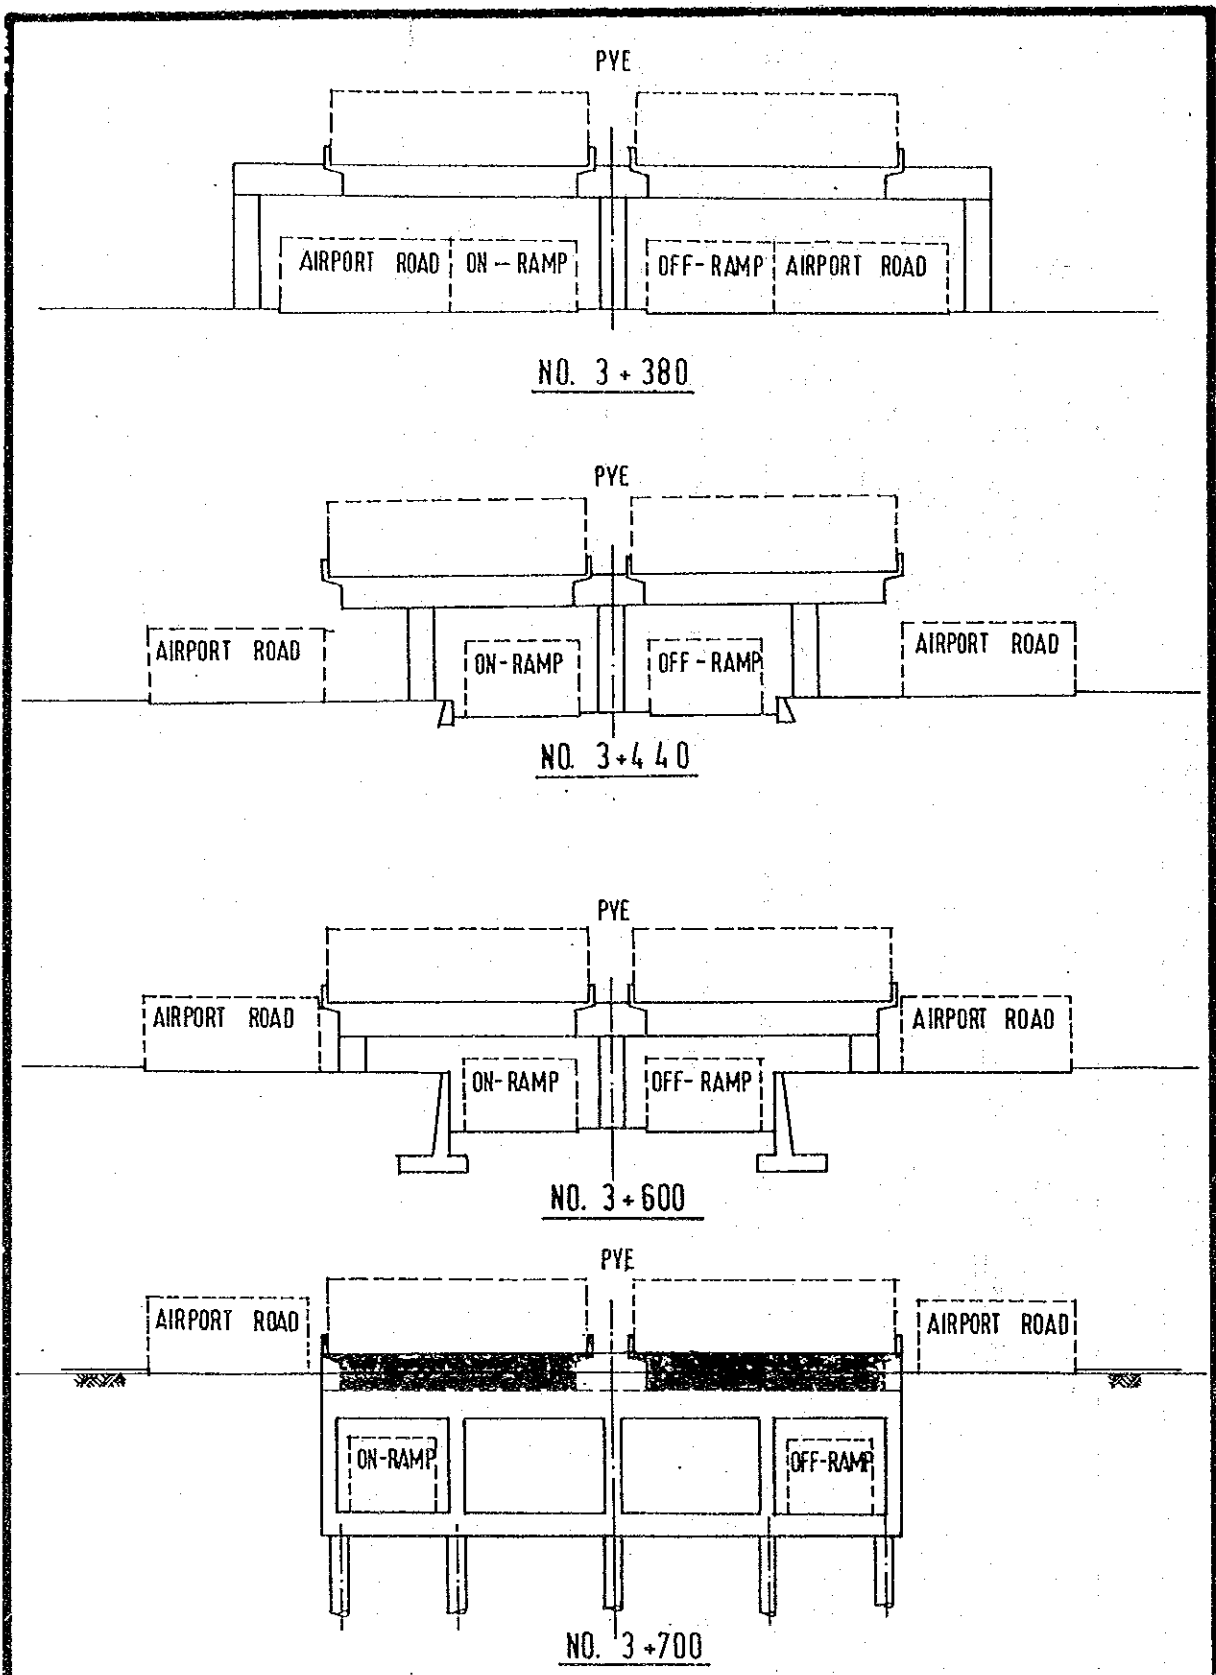 PYE
AIRPORT ROAD ON-RAMP OFF-RAMP AIRPORT ROAD
NO. 3+380
PYE
AIRPORT ROAD ON-RAMP OFF-RAMP AIRPORT ROAD
NO. 3+440
PYE
AIRPORT ROAD ON-RAMP OFF-RAMP AIRPORT ROAD
NO. 3+600
PYE
AIRPORT ROAD AIRPORT ROAD
ON-RAMP OFF-RAMP
NO. 3+700